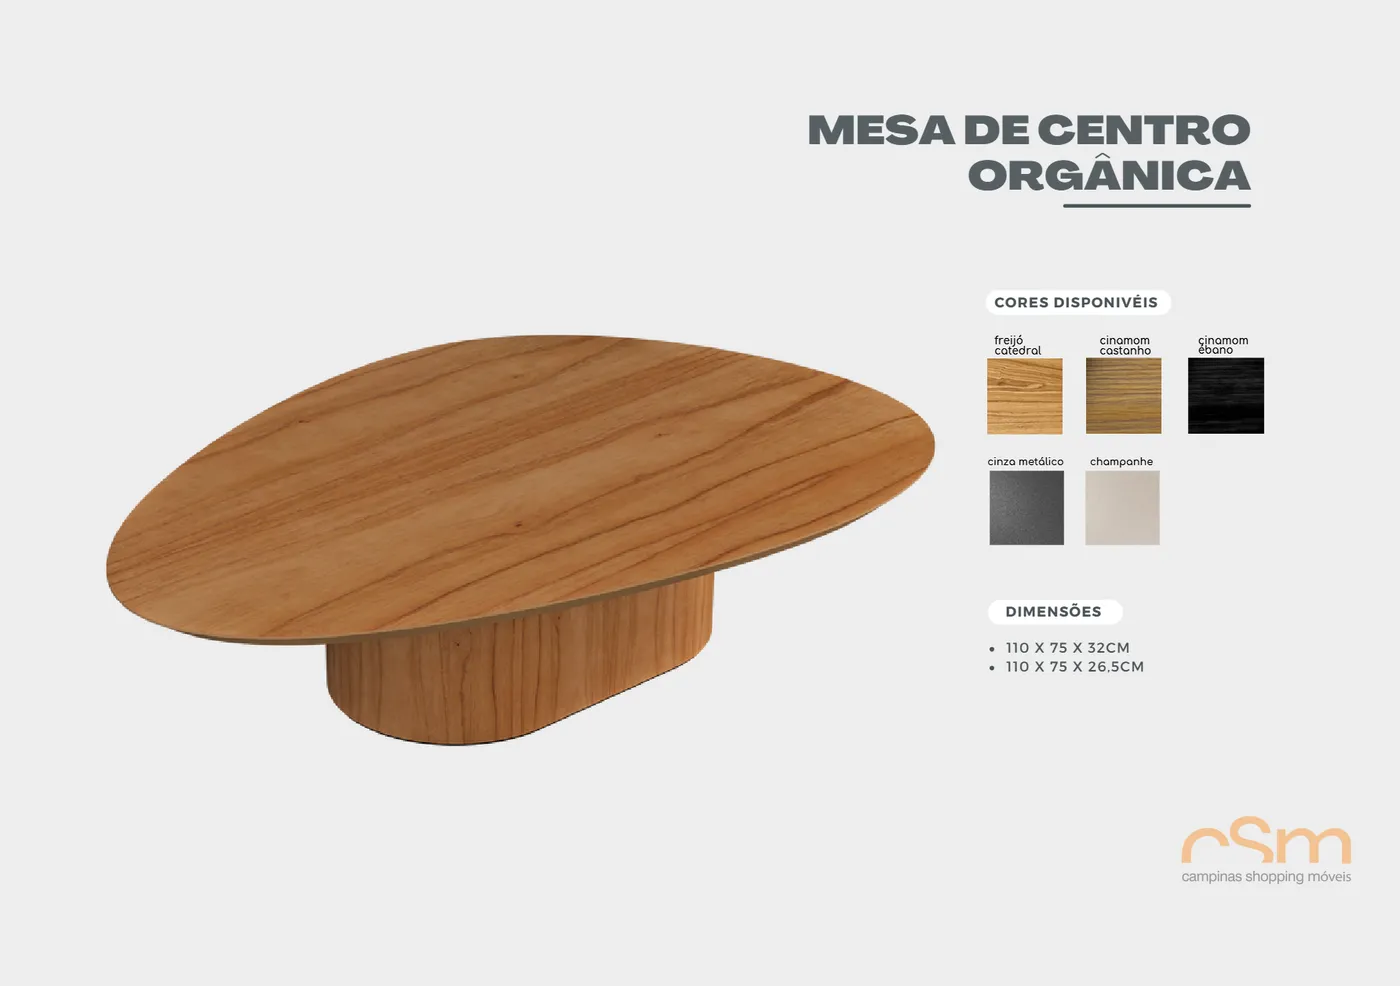 MESA DE CENTRO
ORGÂNICA
CORES DISPONIVÉIS
freijó
catedral
cinamom
castanho
cinamom
ébano
cinza metálico
champanhe
DIMENSÕES
• 110 X 75 X 32CM
• 110 X 75 X 26,5CM
csm
campinas shopping móveis